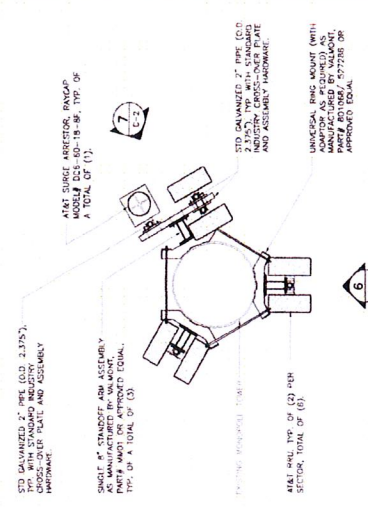 STD GALVANIZED 2" PIPE (O.D. 2.375"),
TYP. WITH STANDARD INDUSTRY
CROSS-OVER PLATE AND ASSEMBLY
HARDWARE.
SINGLE 8" STANDOFF ARM ASSEMBLY
AS MANUFACTURED BY VALMONT,
PART# MM01 OR APPROVED EQUAL,
TYP. OF A TOTAL OF (3)
EXISTING MONOPOLE TOWER
AT&T RRU, TYP. OF (2) PER
SECTOR, TOTAL OF (6).
AT&T SURGE ARRESTOR, RAYCAP
MODEL# DC6-60-18-8F, TYP. OF
A TOTAL OF (1).
7
C-2
STD GALVANIZED 2" PIPE (O.D.
2.375"), TYP. WITH STANDARD
INDUSTRY CROSS-OVER PLATE
AND ASSEMBLY HARDWARE.
UNIVERSAL RING MOUNT (WITH
ADAPTOR AS REQUIRED) AS
MANUFACTURED BY VALMONT,
PART# 801068/ 527288 OR
APPROVED EQUAL
6